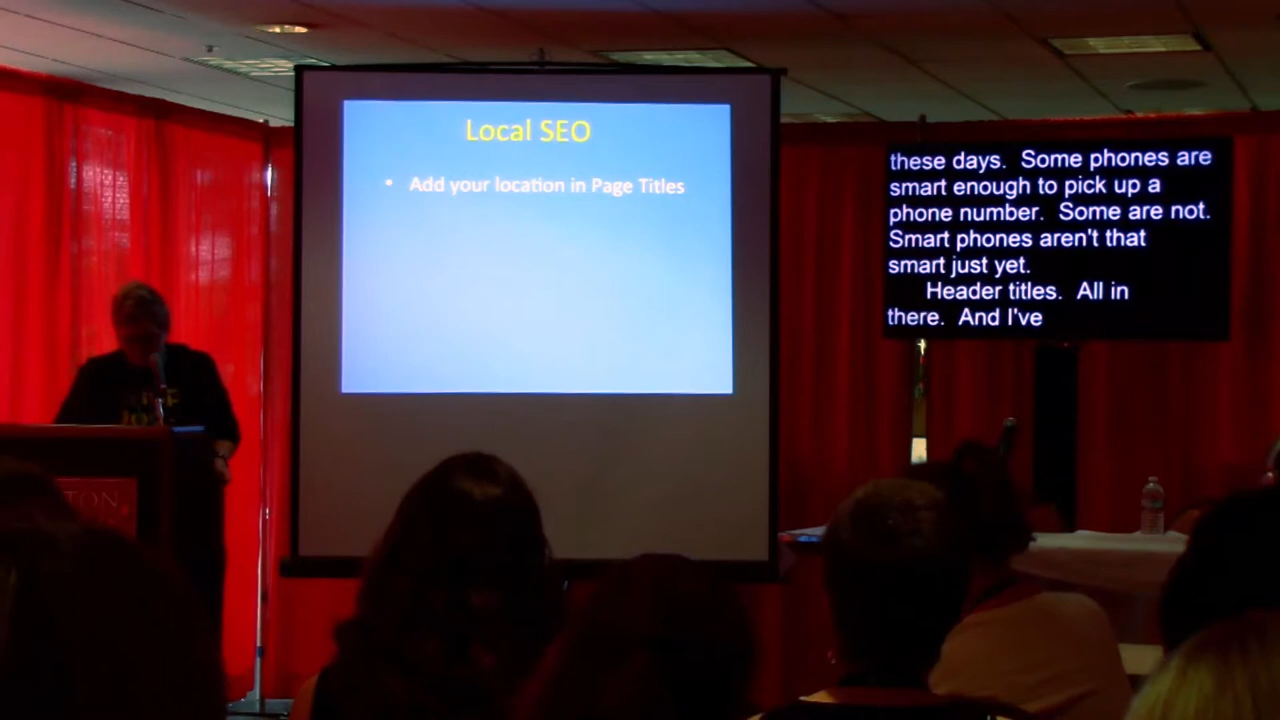 Local SEO
• Add your location in Page Titles
these days.  Some phones are
smart enough to pick up a
phone number.  Some are not.
Smart phones aren't that
smart just yet.
Header titles.  All in
there.  And I've
TON